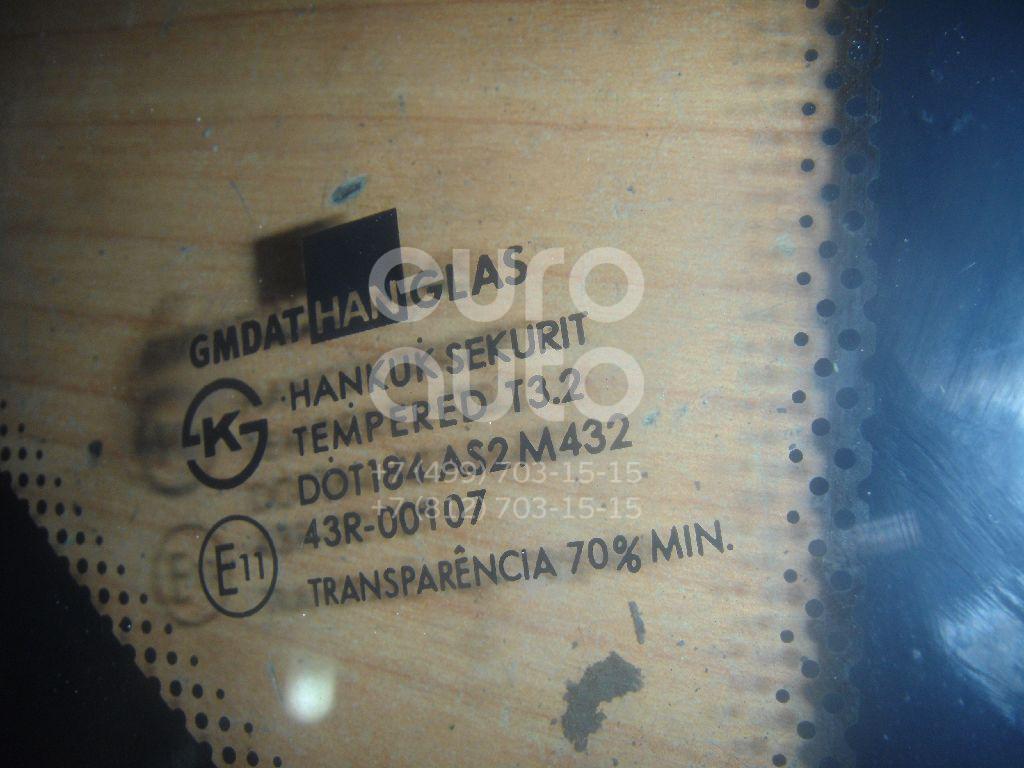 GMDAT HANGLAS
HANKUK SEKURIT
TEMPERED T3.2
DOT184 AS2 M432
43R-00107
TRANSPARÊNCIA 70% MIN.
K
E11
E
euro
auto
+7 (499) 703-15-15
+7 (812) 703-15-15